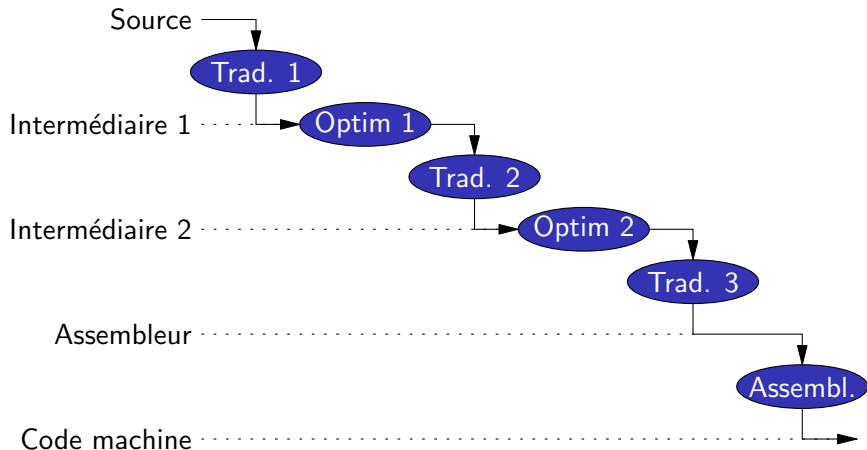 Source
Trad. 1
Intermédiaire 1
Optim 1
Trad. 2
Intermédiaire 2
Optim 2
Trad. 3
Assembleur
Assembl.
Code machine